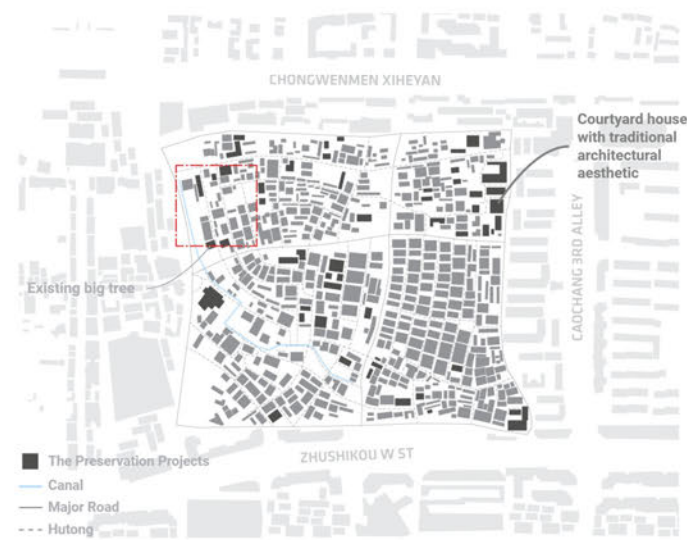 CHONGWENMEN XIHEYAN
Courtyard house
with traditional
architectural
aesthetic
CAOCHANG 3RD ALLEY
Existing big tree
ZHUSHIKOU W ST
The Preservation Projects
Canal
Major Road
Hutong